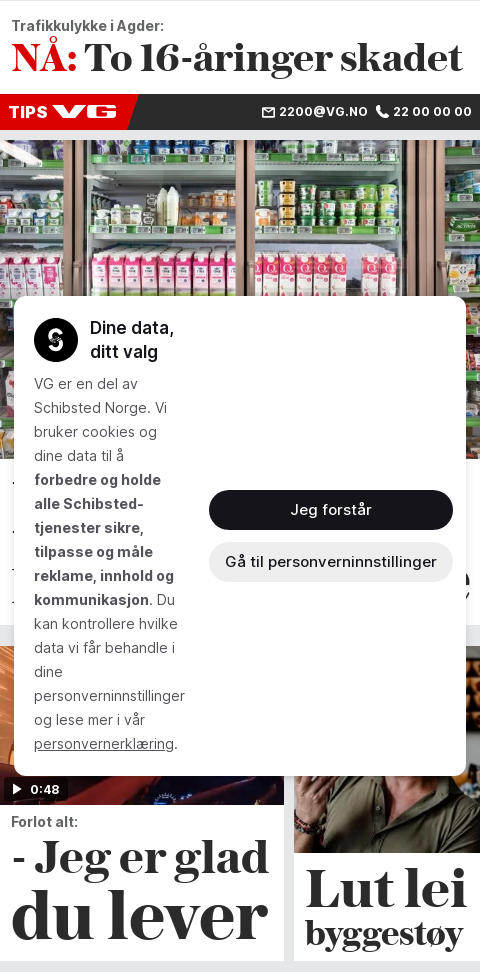 Trafikkulykke i Agder:
NÅ: To 16-åringer skadet
TIPS VG 2200@VG.NO 22 00 00 00
Dine data,
ditt valg
VG er en del av
Schibsted Norge. Vi
bruker cookies og
dine data til å
forbedre og holde
alle Schibsted-
tjenester sikre,
tilpasse og måle
reklame, innhold og
kommunikasjon. Du
kan kontrollere hvilke
data vi får behandle i
dine
personverninnstillinger
og lese mer i vår
personvernerklæring.
Jeg forstår
Gå til personverninnstillinger
0:48
Forlot alt:
- Jeg er glad
du lever
Lut lei
byggestøy